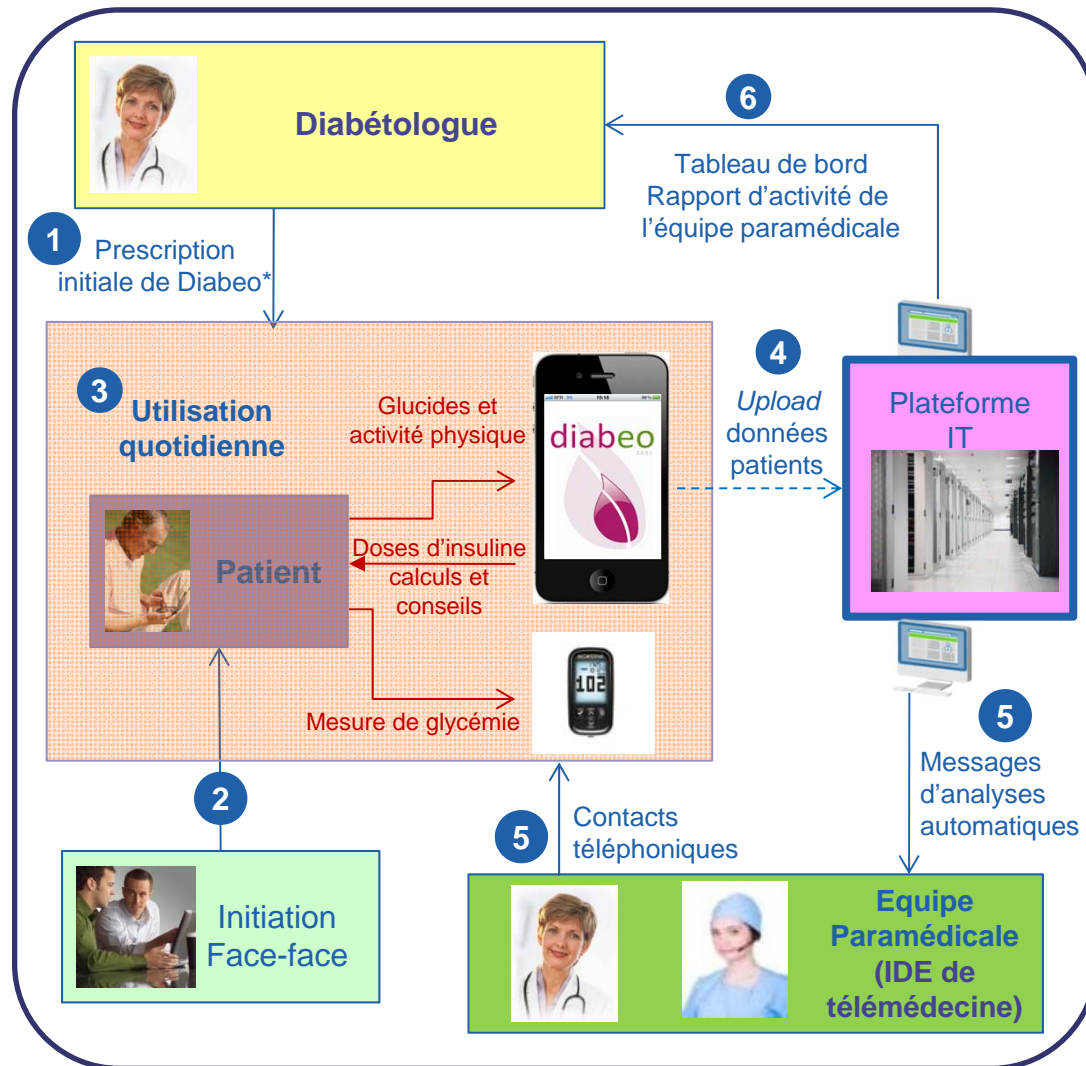 Diabétologue
6
Tableau de bord
Rapport d'activité de
l'équipe paramédicale
1
Prescription
initiale de Diabeo*
3
Utilisation
quotidienne
Glucides et
activité physique
diabeo
4
Upload
données
patients
Plateforme
IT
Patient
Doses d'insuline
calculs et
conseils
102
Mesure de glycémie
2
Initiation
Face-face
5
Contacts
téléphoniques
5
Messages
d'analyses
automatiques
Equipe
Paramédicale
(IDE de
télémédecine)